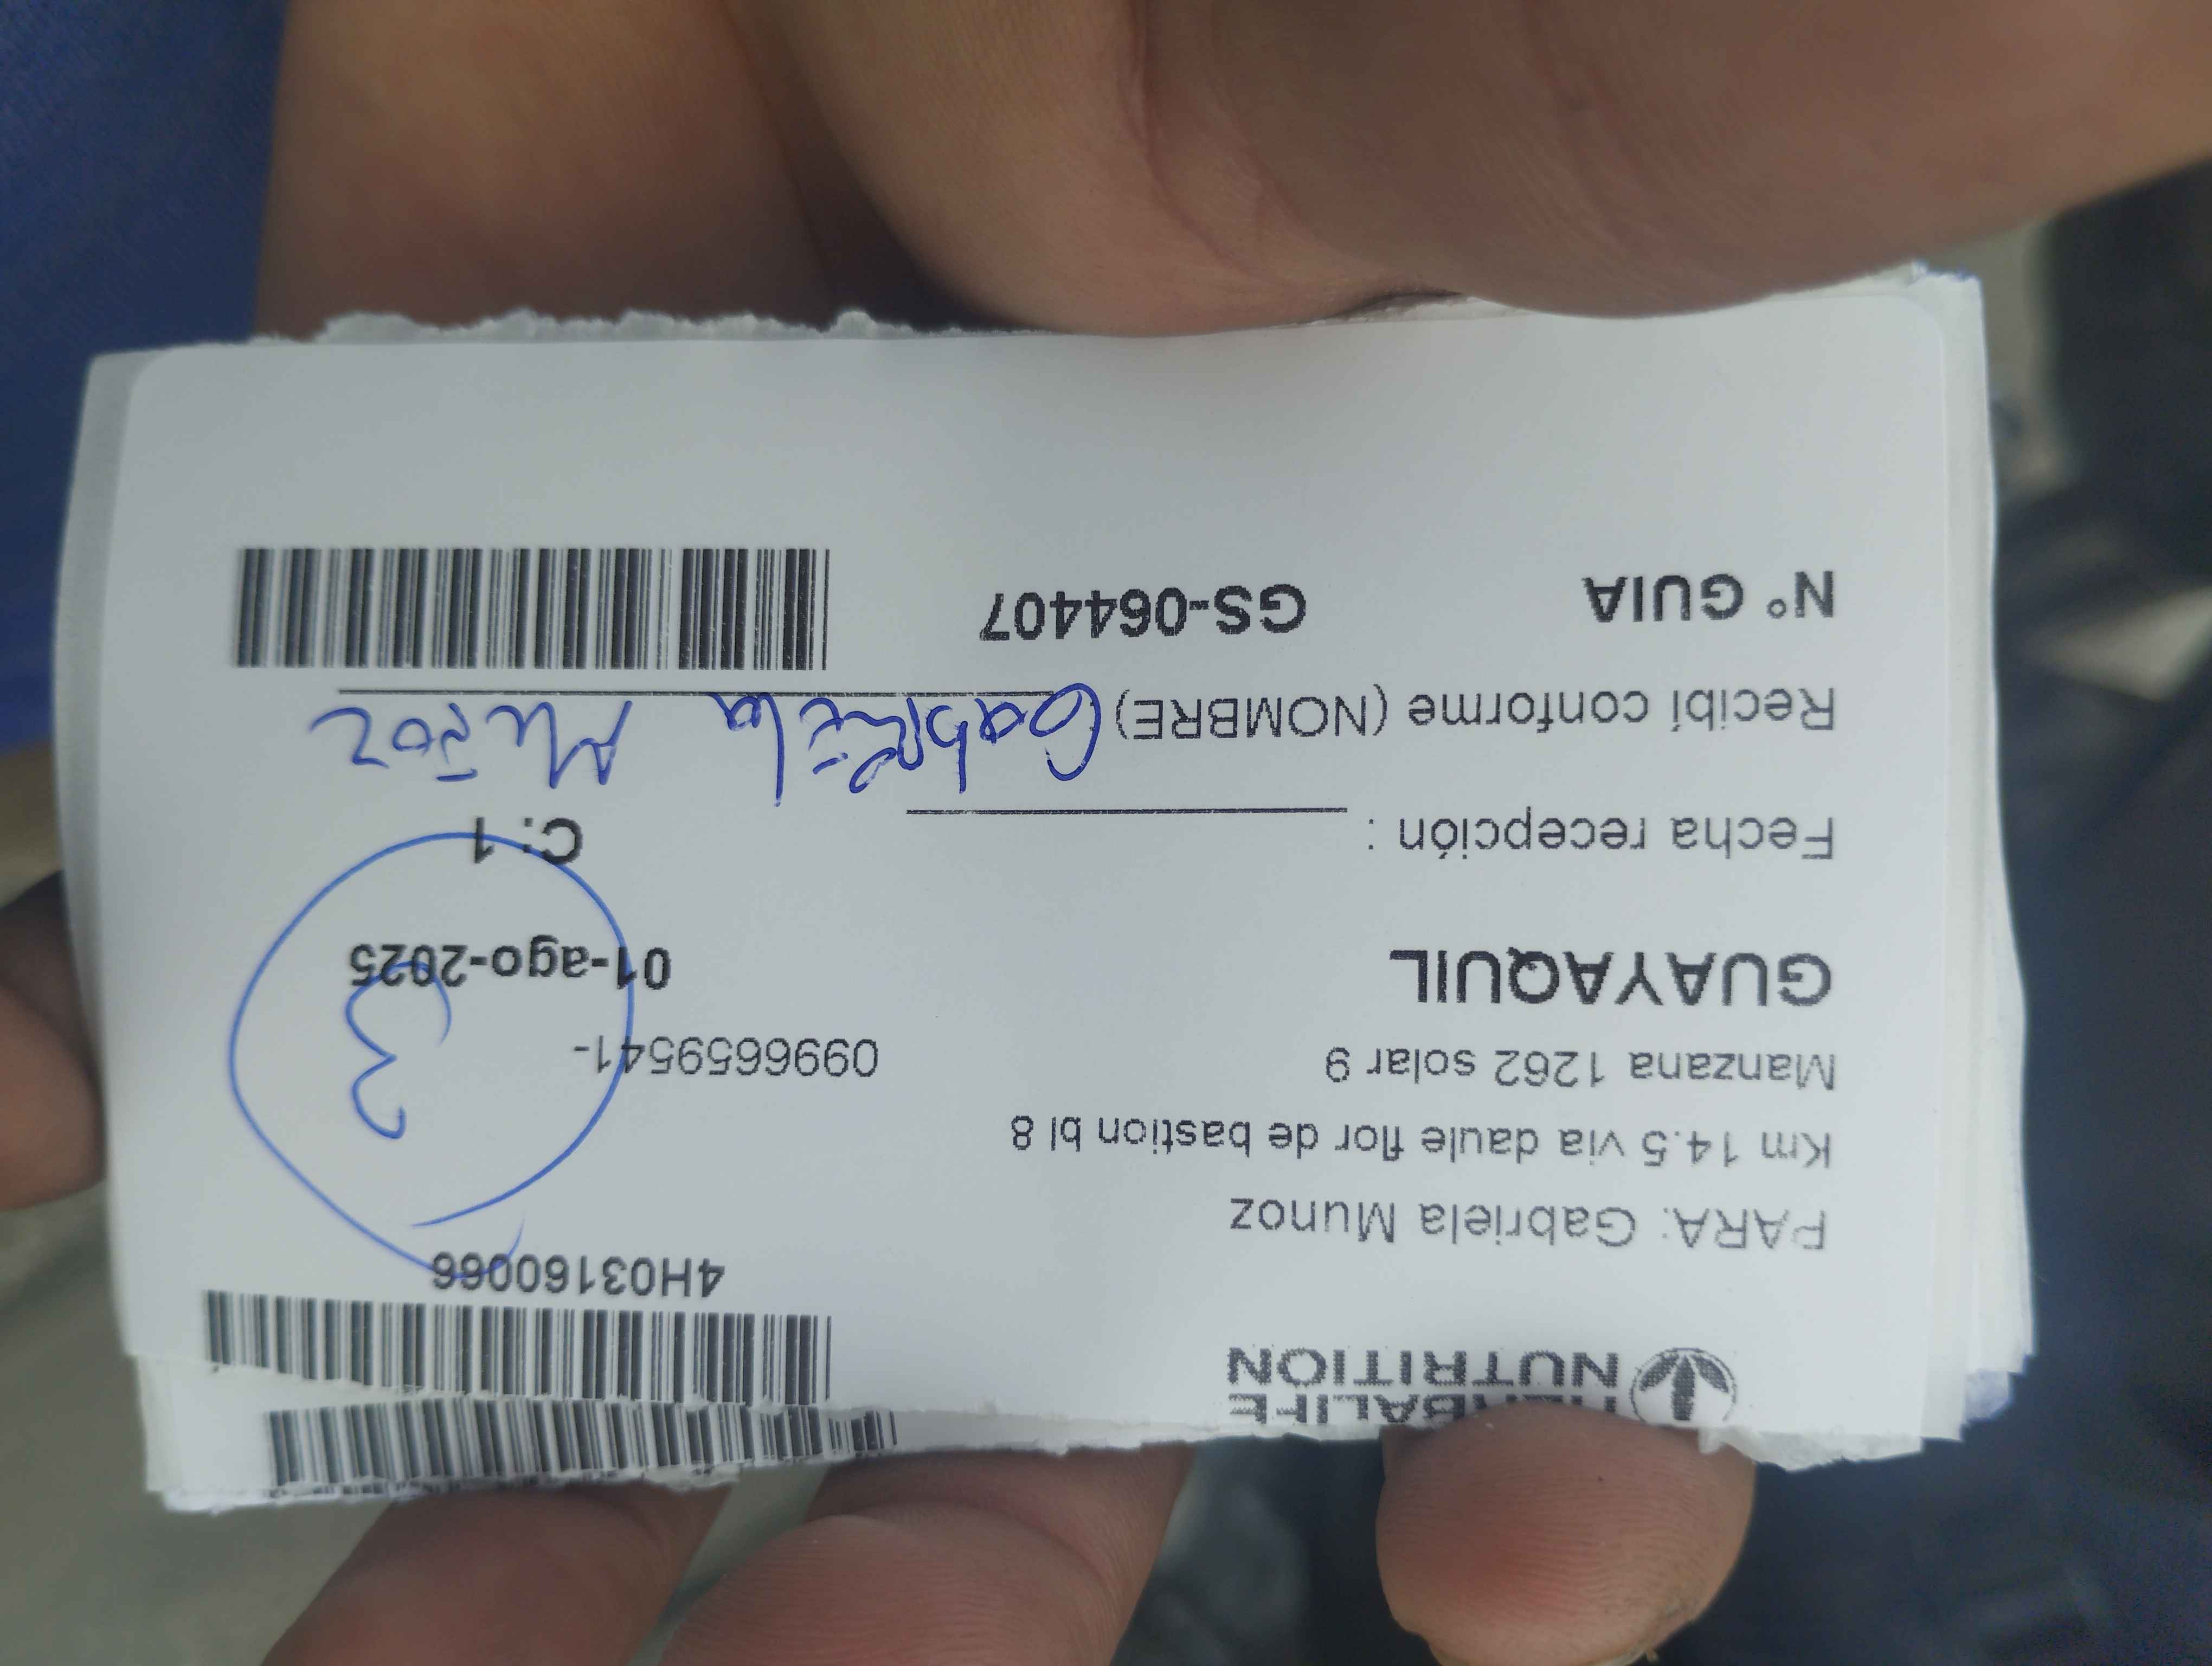 HERBALIFE
NUTRITION
4H03160066
PARA: Gabriela Munoz
Km 14.5 via daule flor de bastion bl 8
Manzana 1262 solar 9
0996659541-
GUAYAQUIL
01-ago-2025
3
Fecha recepción :
C: 1
Recibí conforme (NOMBRE) Gabriela Muñoz
N° GUIA GS-064407